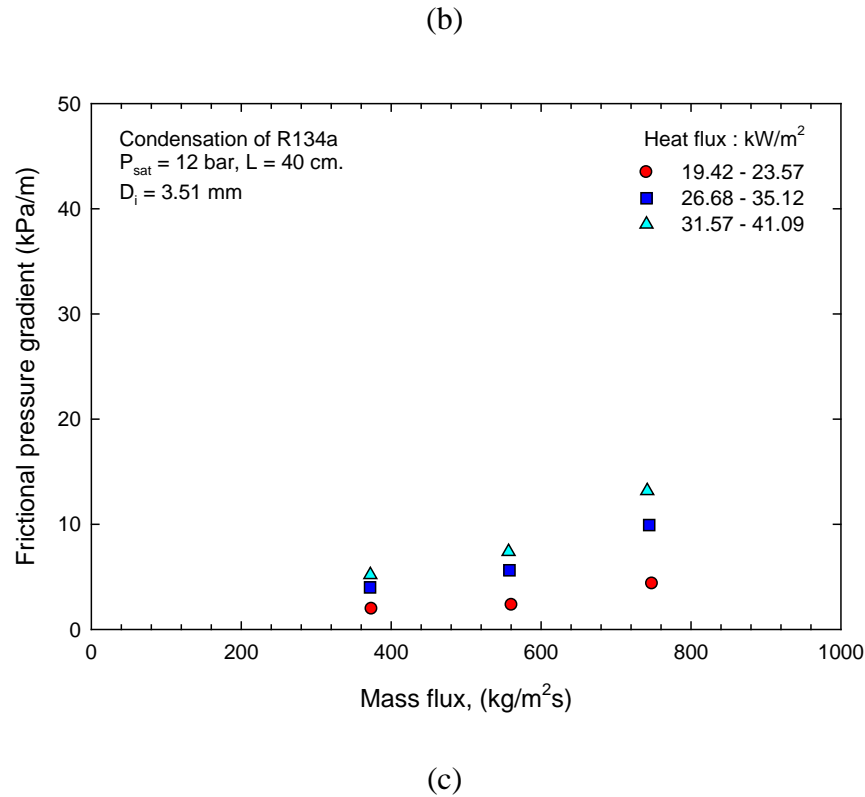 (b)
50
40
30
20
10
0
Frictional pressure gradient (kPa/m)
Condensation of R134a
P_sat = 12 bar, L = 40 cm.
D_i = 3.51 mm
Heat flux : kW/m²
19.42 - 23.57
26.68 - 35.12
31.57 - 41.09
0 200 400 600 800 1000
Mass flux, (kg/m²s)
(c)